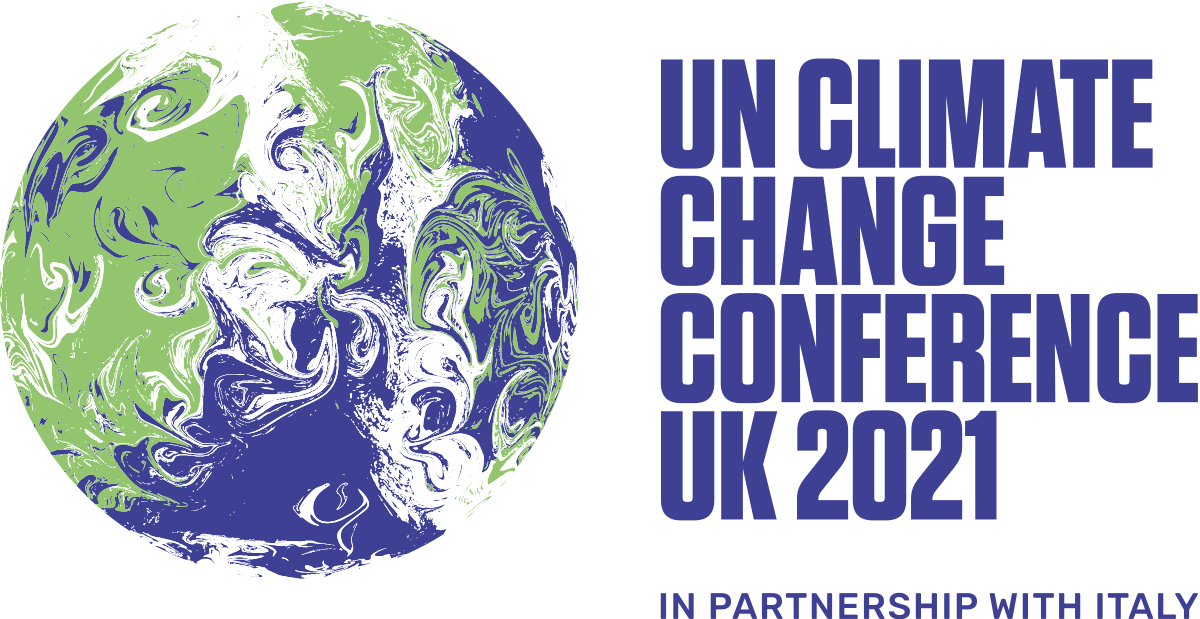 UN CLIMATE
CHANGE
CONFERENCE
UK 2021
IN PARTNERSHIP WITH ITALY